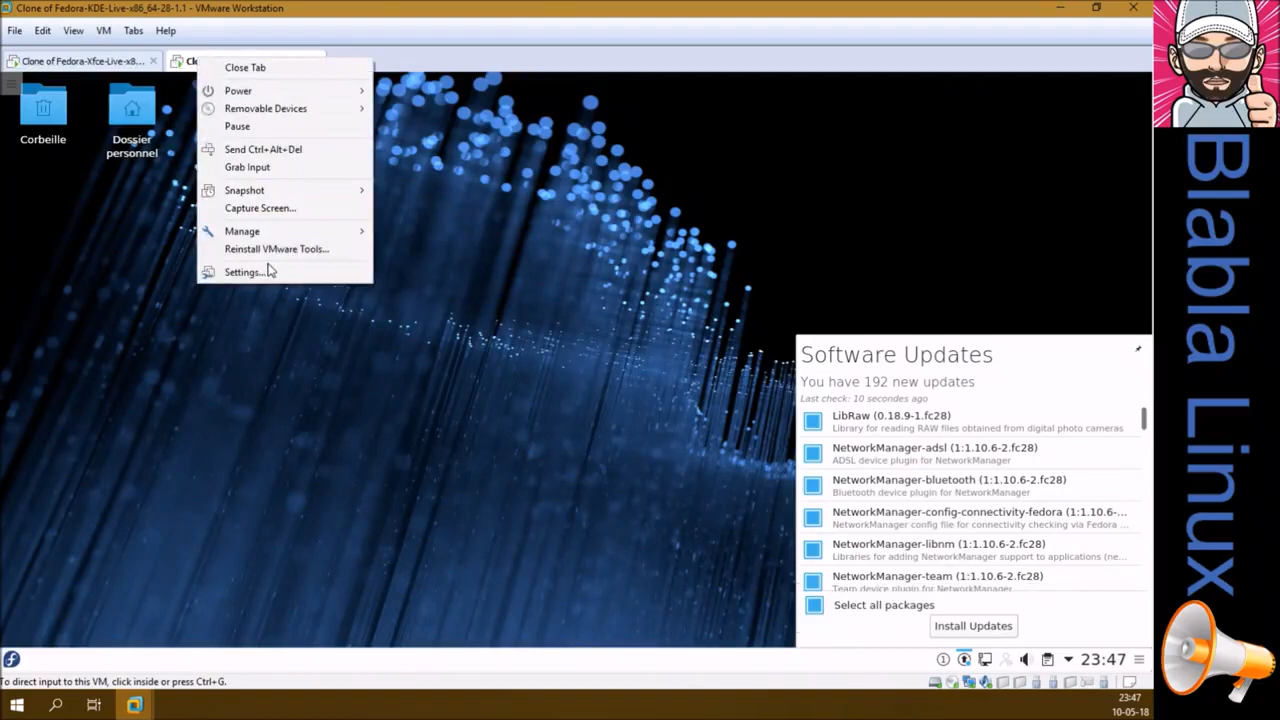 Clone of Fedora-KDE-Live-x86_64-28-1.1 - VMware Workstation
File Edit View VM Tabs Help
Clone of Fedora-Xfce-Live-x8...
Close Tab
Power
Removable Devices
Pause
Send Ctrl+Alt+Del
Grab Input
Snapshot
Capture Screen...
Manage
Reinstall VMware Tools...
Settings...
Corbeille
Dossier
personnel
Software Updates
You have 192 new updates
Last check: 10 seconds ago
LibRaw (0.18.9-1.fc28)
Library for reading RAW files obtained from digital photo cameras
NetworkManager-adsl (1:1.10.6-2.fc28)
ADSL device plugin for NetworkManager
NetworkManager-bluetooth (1:1.10.6-2.fc28)
Bluetooth device plugin for NetworkManager
NetworkManager-config-connectivity-fedora (1:1.10.6-...
NetworkManager config file for connectivity checking via Fedora ...
NetworkManager-libnm (1:1.10.6-2.fc28)
Libraries for adding NetworkManager support to applications (ne...
NetworkManager-team (1:1.10.6-2.fc28)
Team device plugin for NetworkManager
Select all packages
Install Updates
23:47
To direct input to this VM, click inside or press Ctrl+G.
23:47
10-05-18
Blabla Linux